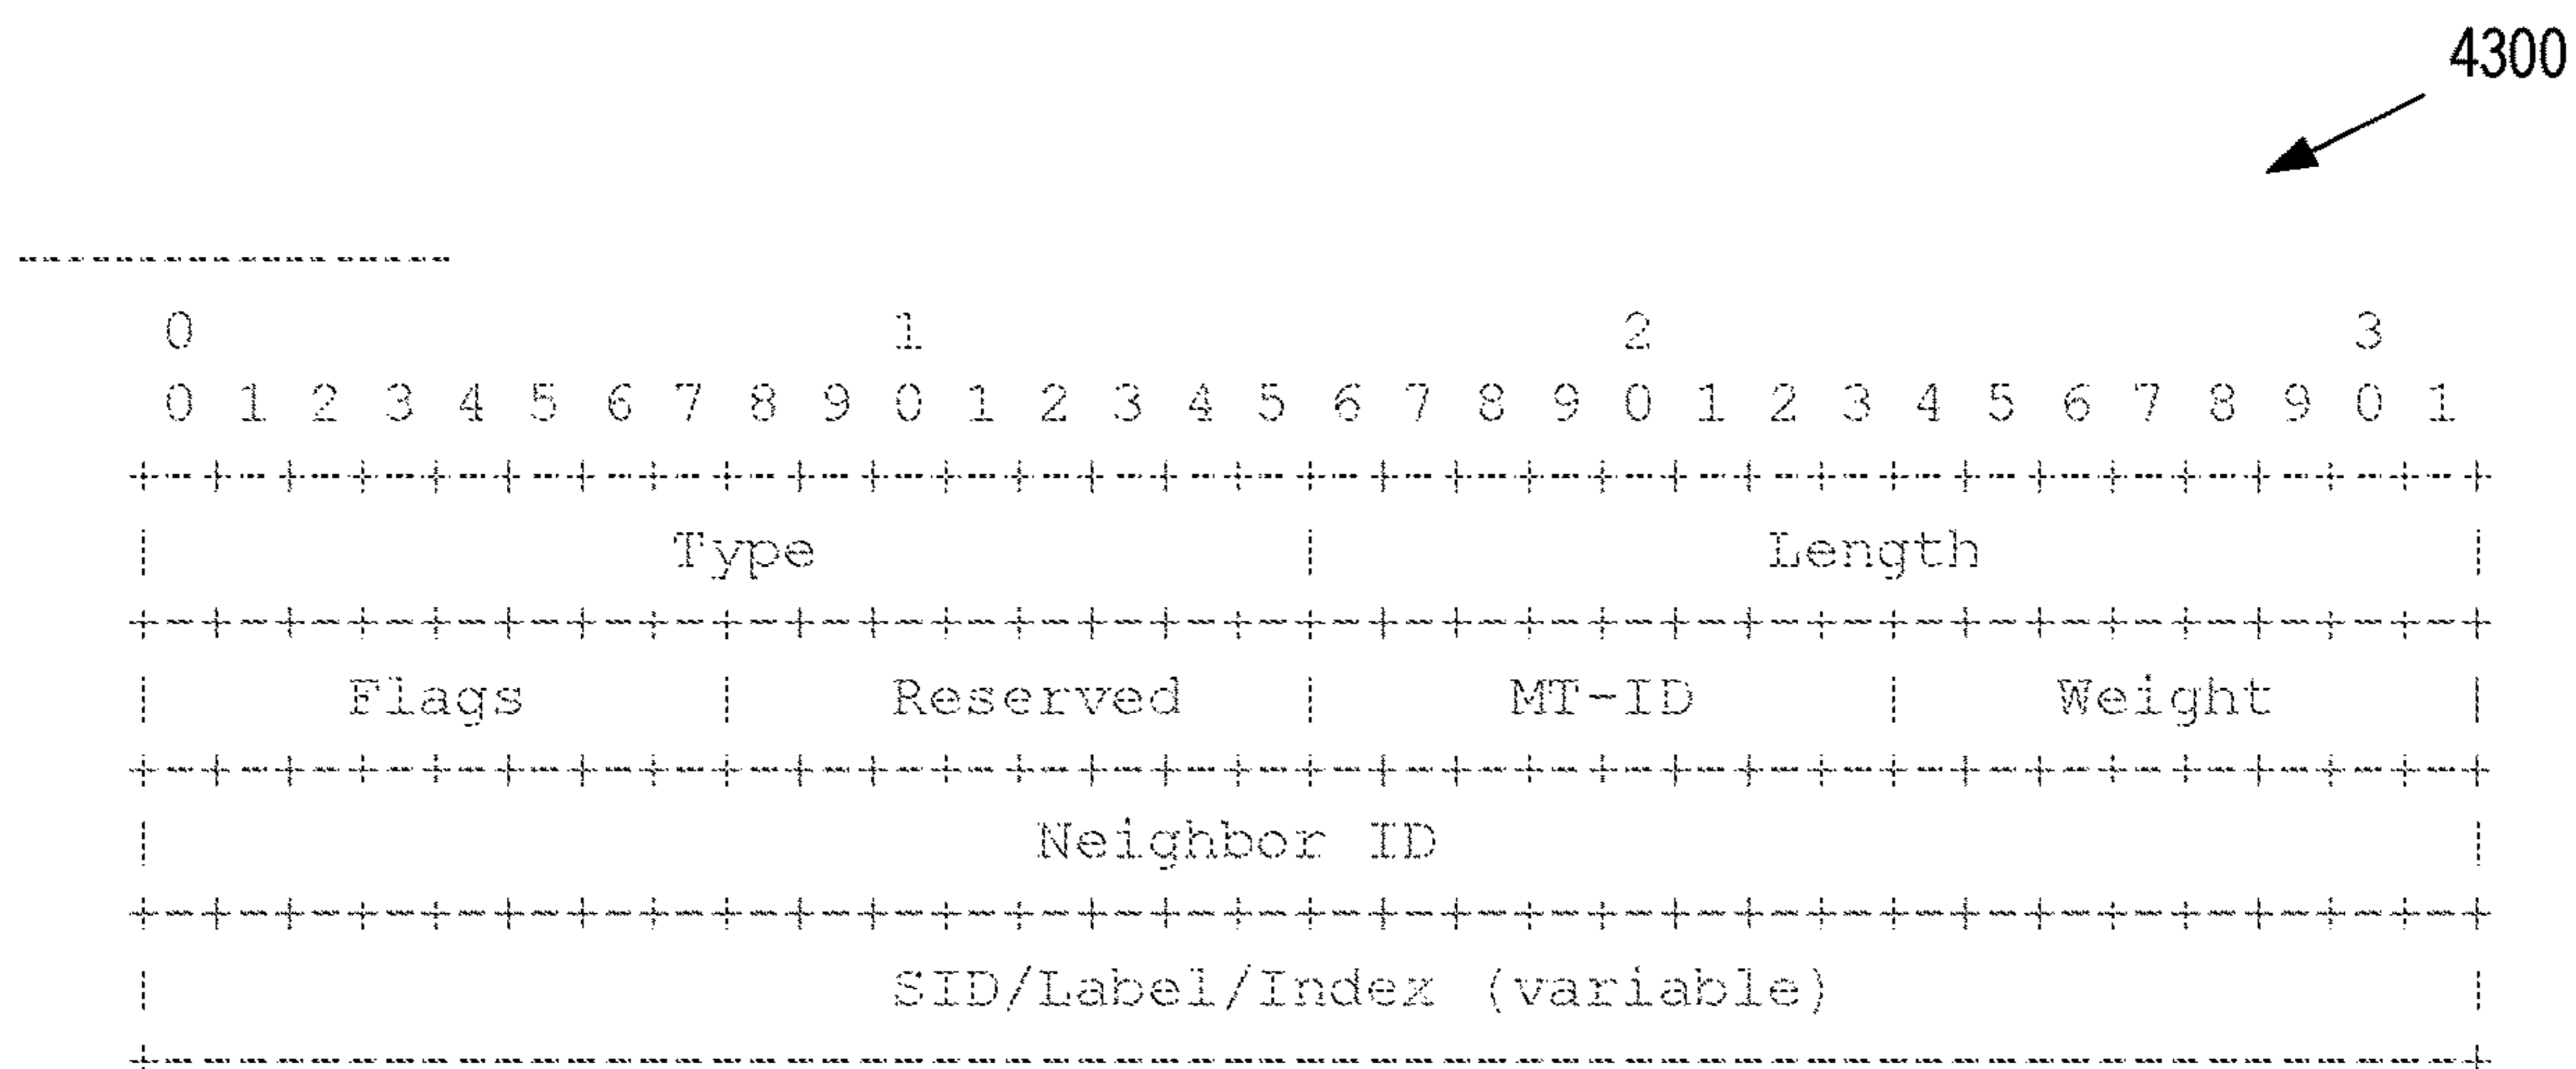 4300
--------------------
0 1 2 3
0 1 2 3 4 5 6 7 8 9 0 1 2 3 4 5 6 7 8 9 0 1 2 3 4 5 6 7 8 9 0 1
+-+-+-+-+-+-+-+-+-+-+-+-+-+-+-+-+-+-+-+-+-+-+-+-+-+-+-+-+-+-+-+-+
| Type | Length |
+-+-+-+-+-+-+-+-+-+-+-+-+-+-+-+-+-+-+-+-+-+-+-+-+-+-+-+-+-+-+-+-+
| Flags | Reserved | MT-ID | Weight |
+-+-+-+-+-+-+-+-+-+-+-+-+-+-+-+-+-+-+-+-+-+-+-+-+-+-+-+-+-+-+-+-+
| Neighbor ID |
+-+-+-+-+-+-+-+-+-+-+-+-+-+-+-+-+-+-+-+-+-+-+-+-+-+-+-+-+-+-+-+-+
| SID/Label/Index (variable) |
+---------------------------------------------------------------+